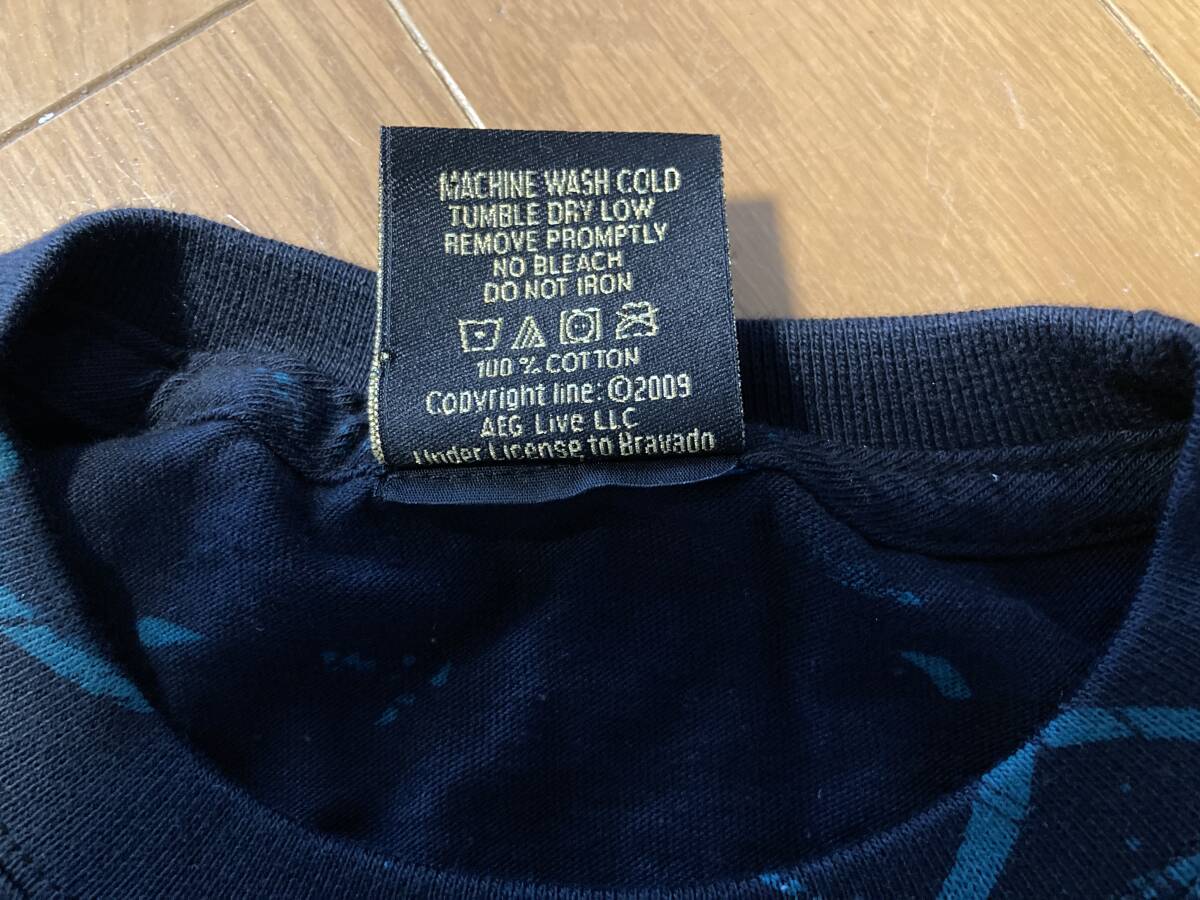 MACHINE WASH COLD
TUMBLE DRY LOW
REMOVE PROMPTLY
NO BLEACH
DO NOT IRON
100 % COTTON
Copyright line: ©2009
AEG Live LLC
Under License to Bravado